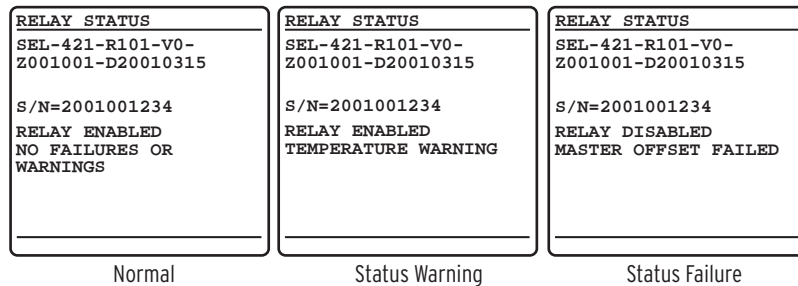 RELAY STATUS
SEL-421-R101-V0-
Z001001-D20010315
S/N=2001001234
RELAY ENABLED
NO FAILURES OR
WARNINGS
Normal
RELAY STATUS
SEL-421-R101-V0-
Z001001-D20010315
S/N=2001001234
RELAY ENABLED
TEMPERATURE WARNING
Status Warning
RELAY STATUS
SEL-421-R101-V0-
Z001001-D20010315
S/N=2001001234
RELAY DISABLED
MASTER OFFSET FAILED
Status Failure